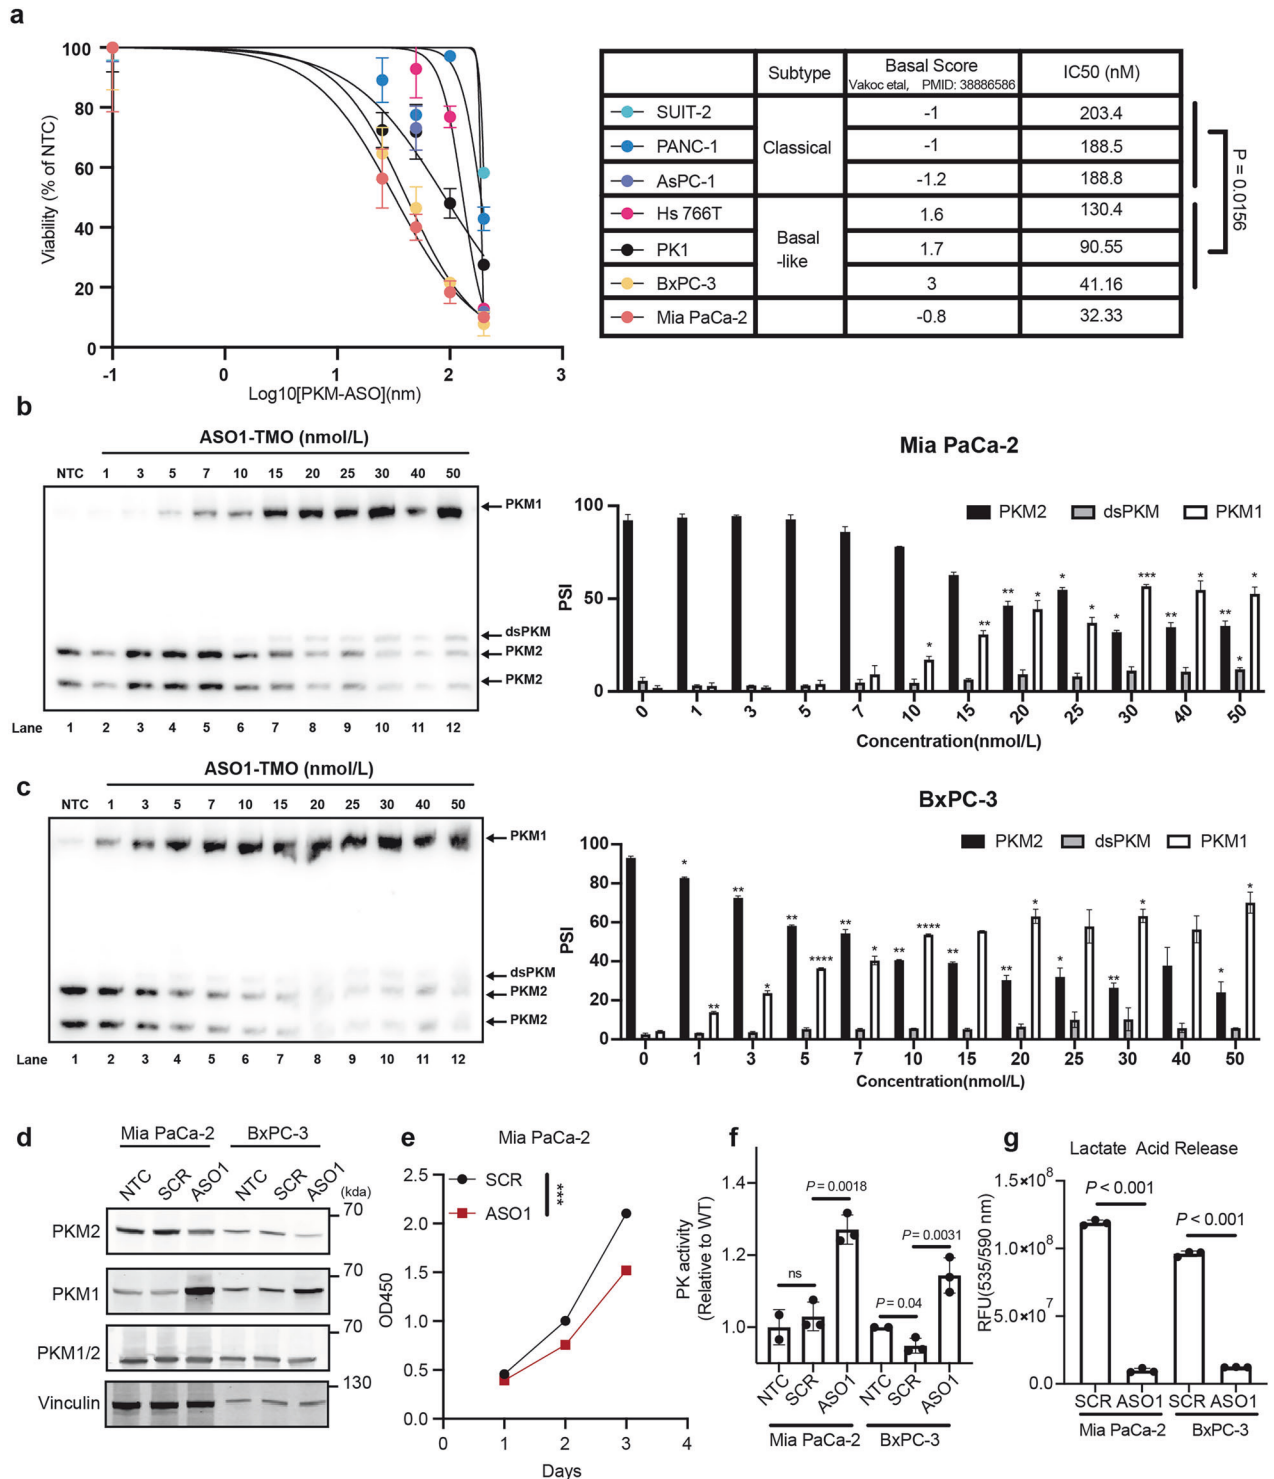 a
100
80
60
40
20
0
Viability (% of NTC)
-1 0 1 2 3
Log10[PKM-ASO](nm)
Subtype Basal Score IC50 (nM)
Vakoc etal, PMID: 38886586
SUIT-2 -1 203.4
PANC-1 Classical -1 188.5
AsPC-1 -1.2 188.8
Hs 766T 1.6 130.4
PK1 Basal -like 1.7 90.55
BxPC-3 3 41.16
Mia PaCa-2 -0.8 32.33
P = 0.0156
b
ASO1-TMO (nmol/L)
NTC 1 3 5 7 10 15 20 25 30 40 50
PKM1
dsPKM
PKM2
PKM2
Lane 1 2 3 4 5 6 7 8 9 10 11 12
Mia PaCa-2
PKM2 dsPKM PKM1
100
50
0
PSI
** * * * *** * *
* ** * * ** ** *
0 1 3 5 7 10 15 20 25 30 40 50
Concentration(nmol/L)
c
ASO1-TMO (nmol/L)
NTC 1 3 5 7 10 15 20 25 30 40 50
PKM1
dsPKM
PKM2
PKM2
Lane 1 2 3 4 5 6 7 8 9 10 11 12
BxPC-3
PKM2 dsPKM PKM1
100
80
60
40
20
0
PSI
* ** ** ** **** * * *
** * **** * ** ** ** * ** *
0 1 3 5 7 10 15 20 25 30 40 50
Concentration(nmol/L)
d
Mia PaCa-2 BxPC-3
NTC SCR ASO1 NTC SCR ASO1
(kda)
PKM2 70
PKM1 70
PKM1/2 70
Vinculin 130
e
Mia PaCa-2
2.5
2.0
1.5
1.0
0.5
0.0
OD450
SCR
ASO1
***
0 1 2 3 4
Days
f
1.4
1.2
1.0
PK activity
(Relative to WT)
P = 0.0018
P = 0.0031
ns
P = 0.04
NTC SCR ASO1 NTC SCR ASO1
Mia PaCa-2 BxPC-3
g
Lactate Acid Release
1.5×10⁸
1.0×10⁸
5.0×10⁷
0.0
RFU(535/590 nm)
P < 0.001
P < 0.001
SCR ASO1 SCR ASO1
Mia PaCa-2 BxPC-3